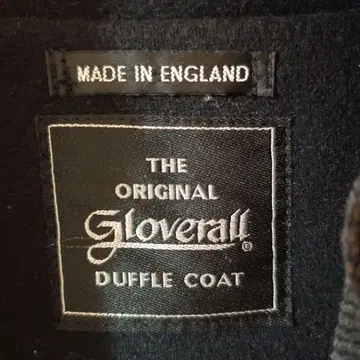 MADE IN ENGLAND
THE
ORIGINAL
Gloverall®
DUFFLE COAT